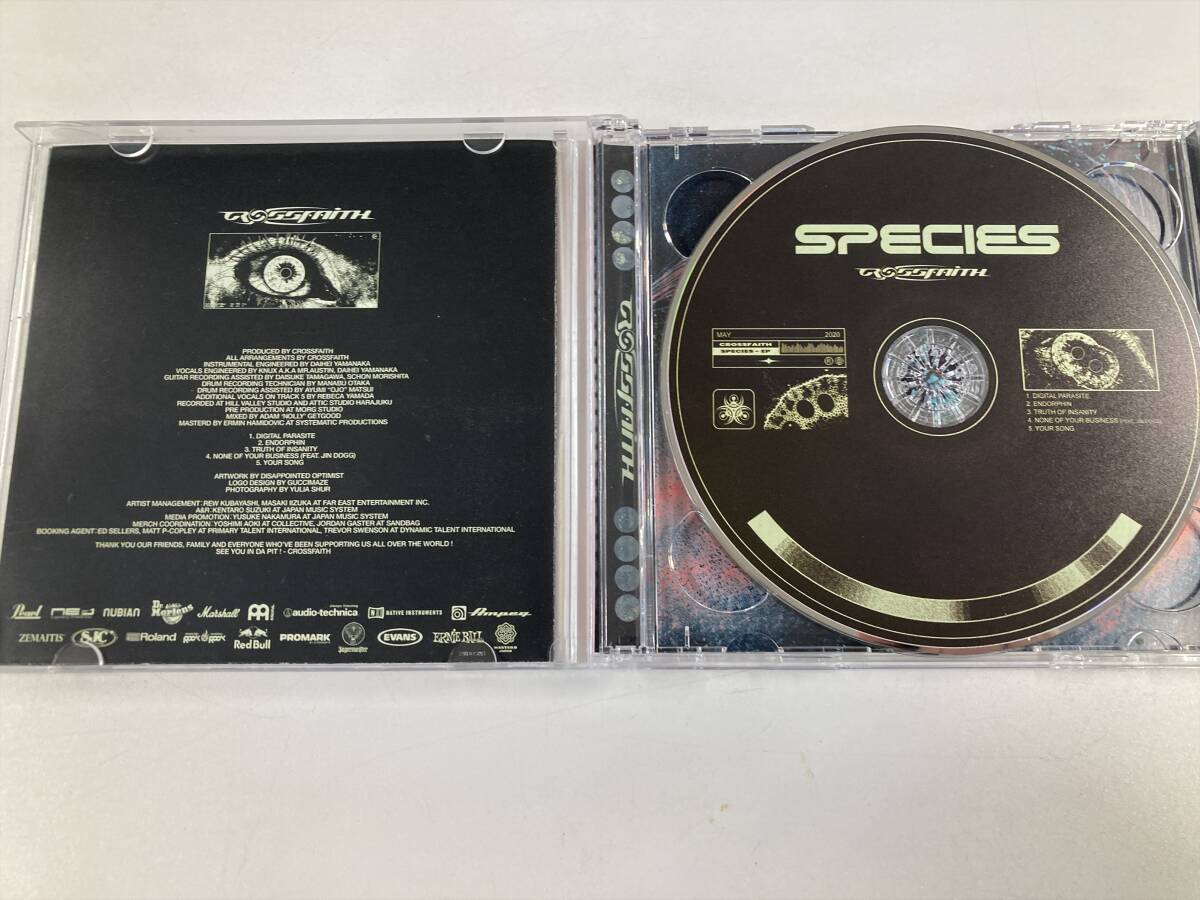 CROSSFAITH
PRODUCED BY CROSSFAITH
ALL ARRANGEMENTS BY CROSSFAITH
INSTRUMENTAL ENGINEERED BY DAIHEI YAMANAKA
VOCALS ENGINEERED BY KNUX A.K.A MR.AUSTIN, DAIHEI YAMANAKA
GUITAR RECORDING ASSISTED BY DAISUKE TAMAGAWA, SCHON MORISHITA
DRUM RECORDING TECHNICIAN BY MANABU OTAKA
DRUM RECORDING ASSISTED BY AYUMI "OJO" MATSUI
ADDITIONAL VOCALS ON TRACK 5 BY REBECA YAMADA
RECORDED AT HILL VALLEY STUDIO AND ATTIC STUDIO HARAJUKU
PRE PRODUCTION AT MORG STUDIO
MIXED BY ADAM "NOLLY" GETGOOD
MASTERD BY ERMIN HAMIDOVIC AT SYSTEMATIC PRODUCTIONS
1. DIGITAL PARASITE
2. ENDORPHIN
3. TRUTH OF INSANITY
4. NONE OF YOUR BUSINESS (FEAT. JIN DOGG)
5. YOUR SONG
ARTWORK BY DISAPPOINTED OPTIMIST
LOGO DESIGN BY GUCCIMAZE
PHOTOGRAPHY BY YULIA SHUR
ARTIST MANAGEMENT: REW KUBAYASHI, MASAKI IIZUKA AT FAR EAST ENTERTAINMENT INC.
A&R: KENTARO SUZUKI AT JAPAN MUSIC SYSTEM
MEDIA PROMOTION: YUSUKE NAKAMURA AT JAPAN MUSIC SYSTEM
MERCH COORDINATION: YOSHIMI AOKI AT COLLECTIVE, JORDAN GASTER AT SANDBAG
BOOKING AGENT: ED SELLERS, MATT P-COPLEY AT PRIMARY TALENT INTERNATIONAL, TREVOR SWENSON AT DYNAMIC TALENT INTERNATIONAL
THANK YOU OUR FRIENDS, FAMILY AND EVERYONE WHO'VE BEEN SUPPORTING US ALL OVER THE WORLD !
SEE YOU IN DA PIT ! - CROSSFAITH
Pearl NUBIAN Dr. Martens Marshall audio-technica NATIVE INSTRUMENTS Ampeg
ZEMAITIS SJC Roland Red Bull PROMARK Jägermeister EVANS ERNIE BALL
CROSSFAITH
SPECIES
CROSSFAITH
MAY 2020
CROSSFAITH
SPECIES - EP
1. DIGITAL PARASITE
2. ENDORPHIN
3. TRUTH OF INSANITY
4. NONE OF YOUR BUSINESS (FEAT. JIN DOGG)
5. YOUR SONG